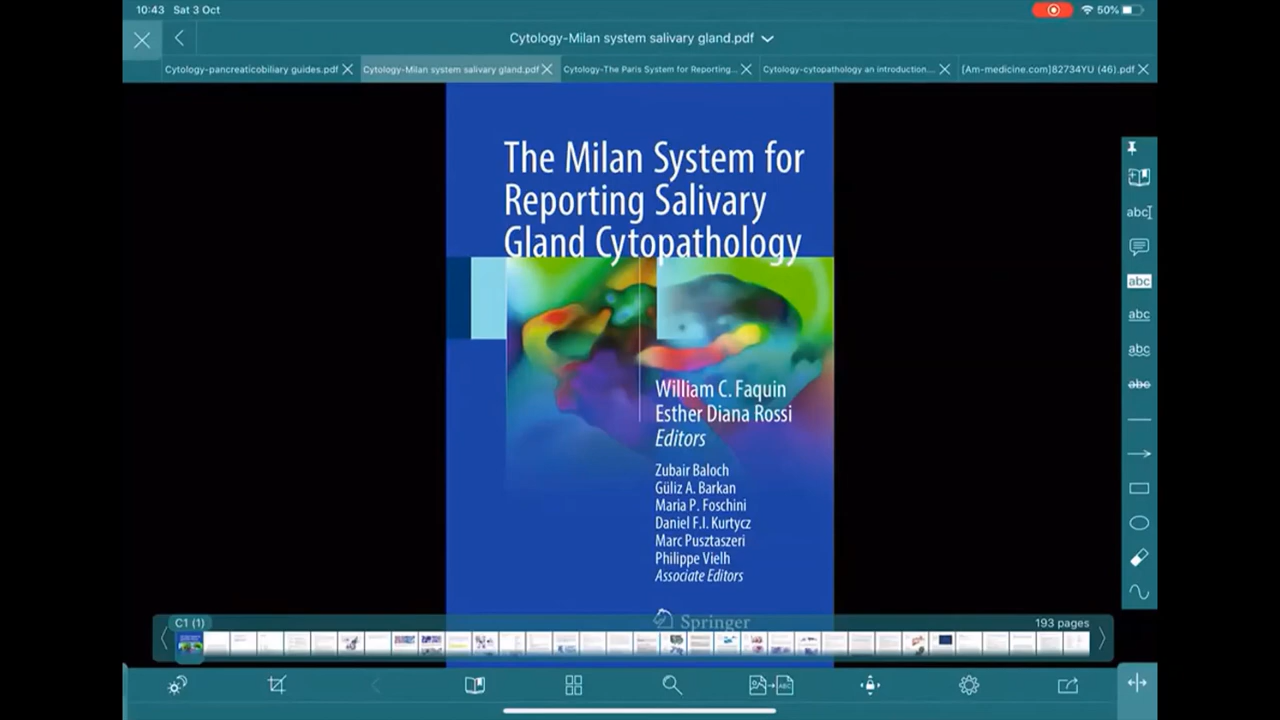 10:43 Sat 3 Oct
50%
Cytology-Milan system salivary gland.pdf
Cytology-pancreaticobiliary guides.pdf
Cytology-Milan system salivary gland.pdf
Cytology-The Paris System for Reporting...
Cytology-cytopathology an introduction...
[Am-medicine.com]82734YU (46).pdf
The Milan System for
Reporting Salivary
Gland Cytopathology
William C. Faquin
Esther Diana Rossi
Editors
Zubair Baloch
Güliz A. Barkan
Maria P. Foschini
Daniel F.I. Kurtycz
Marc Pusztaszeri
Philippe Vielh
Associate Editors
Springer
abc
abc
abc
abc
abc
C1 (1)
193 pages
ABC